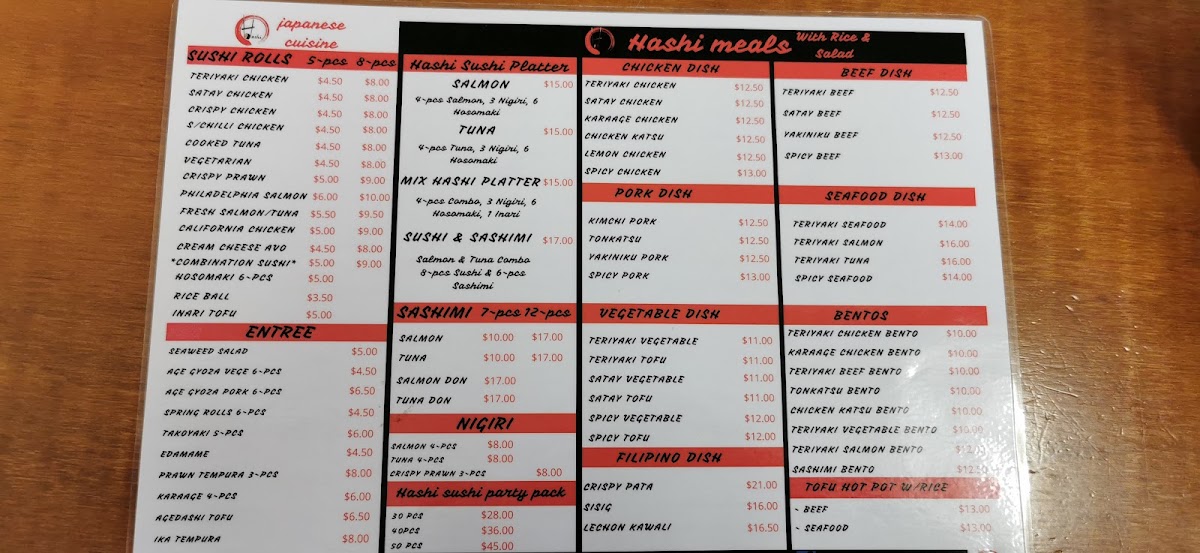 japanese
cuisine
SUSHI ROLLS 5-pcs 8-pcs
TERIYAKI CHICKEN $4.50 $8.00
SATAY CHICKEN $4.50 $8.00
CRISPY CHICKEN $4.50 $8.00
S/CHILLI CHICKEN $4.50 $8.00
COOKED TUNA $4.50 $8.00
VEGETARIAN $4.50 $8.00
CRISPY PRAWN $5.00 $9.00
PHILADELPHIA SALMON $6.00 $10.00
FRESH SALMON/TUNA $5.50 $9.50
CALIFORNIA CHICKEN $5.00 $9.00
CREAM CHEESE AVO $4.50 $8.00
*COMBINATION SUSHI* $5.00 $9.00
HOSOMAKI 6-PCS $5.00
RICE BALL $3.50
INARI TOFU $5.00
ENTREE
SEAWEED SALAD $5.00
AGE GYOZA VEGE 6-PCS $4.50
AGE GYOZA PORK 6-PCS $6.50
SPRING ROLLS 6-PCS $4.50
TAKOYAKI 5-PCS $6.00
EDAMAME $4.50
PRAWN TEMPURA 3-PCS $8.00
KARAAGE 4-PCS $6.00
AGEDASHI TOFU $6.50
IKA TEMPURA $8.00
Hashi meals With Rice &
Salad
Hashi Sushi Platter
SALMON $15.00
4-pcs Salmon, 3 Nigiri, 6
Hosomaki
TUNA $15.00
4-pcs Tuna, 3 Nigiri, 6
Hosomaki
MIX HASHI PLATTER $15.00
4-pcs Combo, 3 Nigiri, 6
Hosomaki, 1 Inari
SUSHI & SASHIMI $17.00
Salmon & Tuna Combo
8-pcs Sushi & 6-pcs
Sashimi
SASHIMI 7-pcs 12-pcs
SALMON $10.00 $17.00
TUNA $10.00 $17.00
SALMON DON $17.00
TUNA DON $17.00
NIGIRI
SALMON 4-PCS $8.00
TUNA 4-PCS $8.00
CRISPY PRAWN 3-PCS $8.00
Hashi sushi party pack
30 PCS $28.00
40PCS $36.00
50 PCS $45.00
CHICKEN DISH
TERIYAKI CHICKEN $12.50
SATAY CHICKEN $12.50
KARAAGE CHICKEN $12.50
CHICKEN KATSU $12.50
LEMON CHICKEN $12.50
SPICY CHICKEN $13.00
PORK DISH
KIMCHI PORK $12.50
TONKATSU $12.50
YAKINIKU PORK $12.50
SPICY PORK $13.00
VEGETABLE DISH
TERIYAKI VEGETABLE $11.00
TERIYAKI TOFU $11.00
SATAY VEGETABLE $11.00
SATAY TOFU $11.00
SPICY VEGETABLE $12.00
SPICY TOFU $12.00
FILIPINO DISH
CRISPY PATA $21.00
SISIG $16.00
LECHON KAWALI $16.50
BEEF DISH
TERIYAKI BEEF $12.50
SATAY BEEF $12.50
YAKINIKU BEEF $12.50
SPICY BEEF $13.00
SEAFOOD DISH
TERIYAKI SEAFOOD $14.00
TERIYAKI SALMON $16.00
TERIYAKI TUNA $16.00
SPICY SEAFOOD $14.00
BENTOS
TERIYAKI CHICKEN BENTO $10.00
KARAAGE CHICKEN BENTO $10.00
TERIYAKI BEEF BENTO $10.00
TONKATSU BENTO $10.00
CHICKEN KATSU BENTO $10.00
TERIYAKI VEGETABLE BENTO $10.00
TERIYAKI SALMON BENTO
SASHIMI BENTO
TOFU HOT POT W/RICE
- BEEF $13.00
- SEAFOOD $13.00